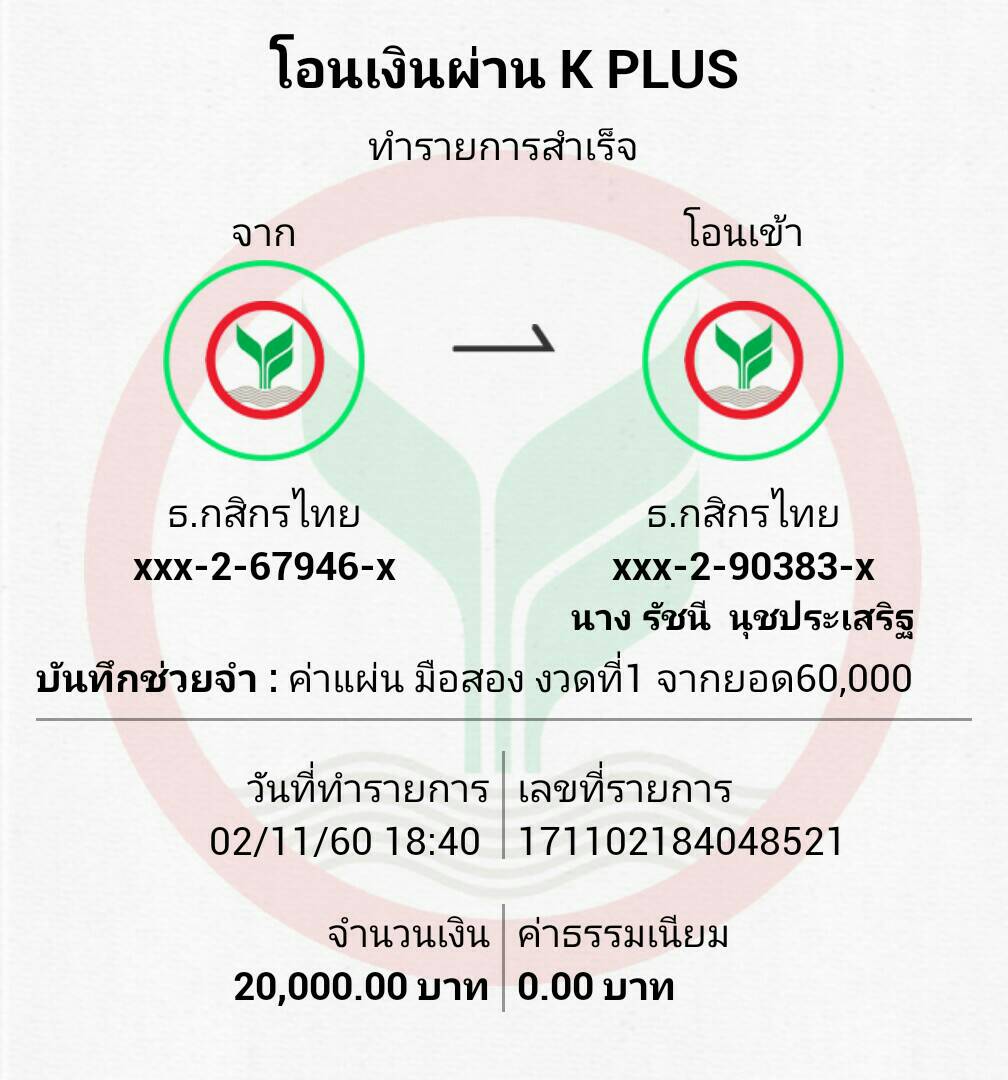 โอนเงินผ่าน K PLUS
ทำรายการสำเร็จ
จาก
โอนเข้า
ธ.กสิกรไทย
xxx-2-67946-x
ธ.กสิกรไทย
xxx-2-90383-x
นาง รัชนี นุชประเสริฐ
บันทึกช่วยจำ : ค่าแผ่น มือสอง งวดที่1 จากยอด60,000
วันที่ทำรายการ
02/11/60 18:40
เลขที่รายการ
171102184048521
จำนวนเงิน
20,000.00 บาท
ค่าธรรมเนียม
0.00 บาท